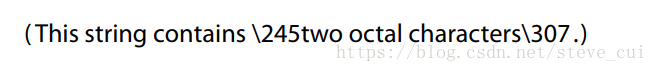 (This string contains \245two octal characters\307.)
https://blog.csdn.net/steve_cui